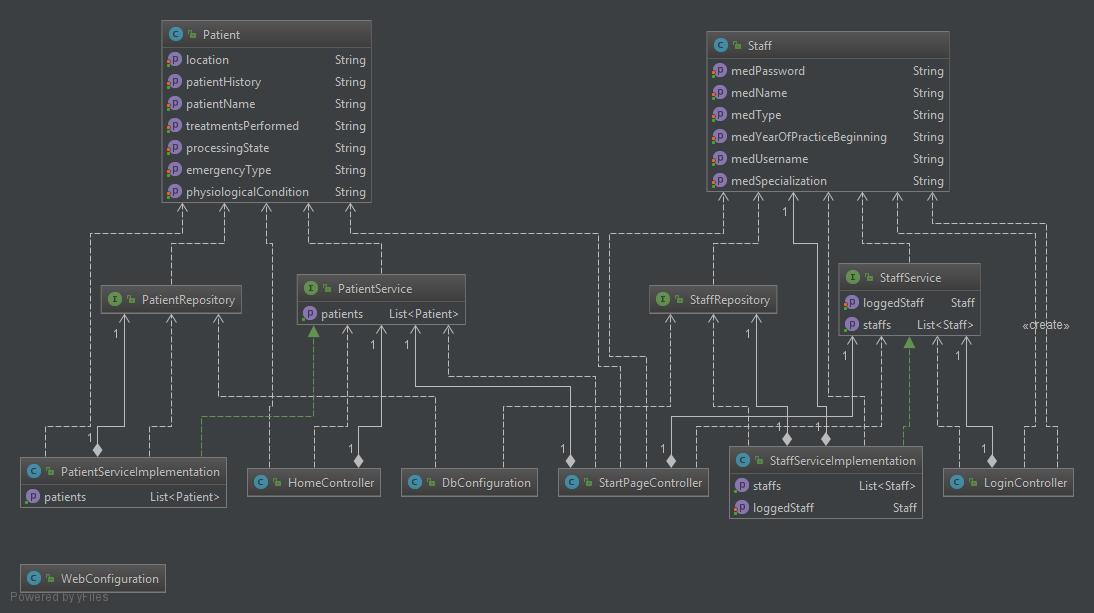 Patient
location String
patientHistory String
patientName String
treatmentsPerformed String
processingState String
emergencyType String
physiologicalCondition String
Staff
medPassword String
medName String
medType String
medYearOfPracticeBeginning String
medUsername String
medSpecialization String
1
PatientRepository
PatientService
patients List<Patient>
StaffRepository
StaffService
loggedStaff Staff
staffs List<Staff>
«create»
1
1
1
1
1
1
1
1
1
1
1
1
1
PatientServiceImplementation
patients List<Patient>
HomeController
DbConfiguration
StartPageController
StaffServiceImplementation
staffs List<Staff>
loggedStaff Staff
LoginController
WebConfiguration
Powered by yFiles